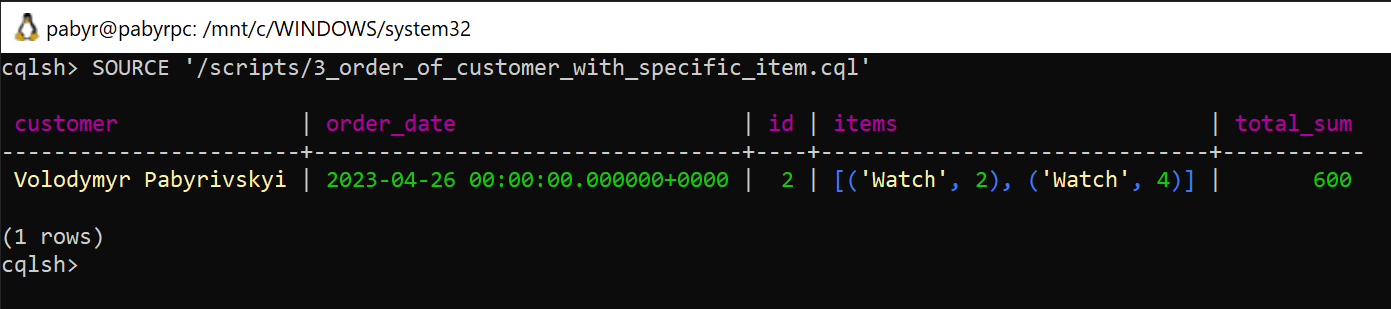 pabyr@pabyrpc: /mnt/c/WINDOWS/system32
cqlsh> SOURCE '/scripts/3_order_of_customer_with_specific_item.cql'
 customer              | order_date                      | id | items                         | total_sum
-----------------------+---------------------------------+----+-------------------------------+-----------
 Volodymyr Pabyrivskyi | 2023-04-26 00:00:00.000000+0000 |  2 | [('Watch', 2), ('Watch', 4)] |       600
(1 rows)
cqlsh>